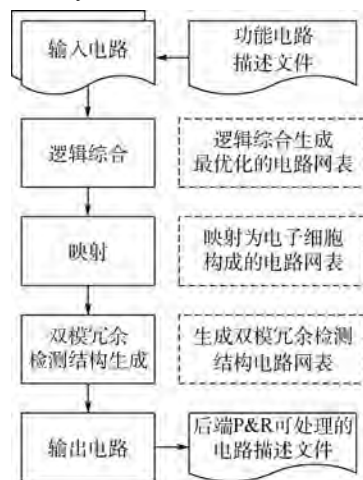 输入电路
功能电路
描述文件
逻辑综合
逻辑综合生成
最优化的电路网表
映射
映射为电子细胞
构成的电路网表
双模冗余
检测结构生成
生成双模冗余检测
结构电路网表
输出电路
后端P&R可处理的
电路描述文件